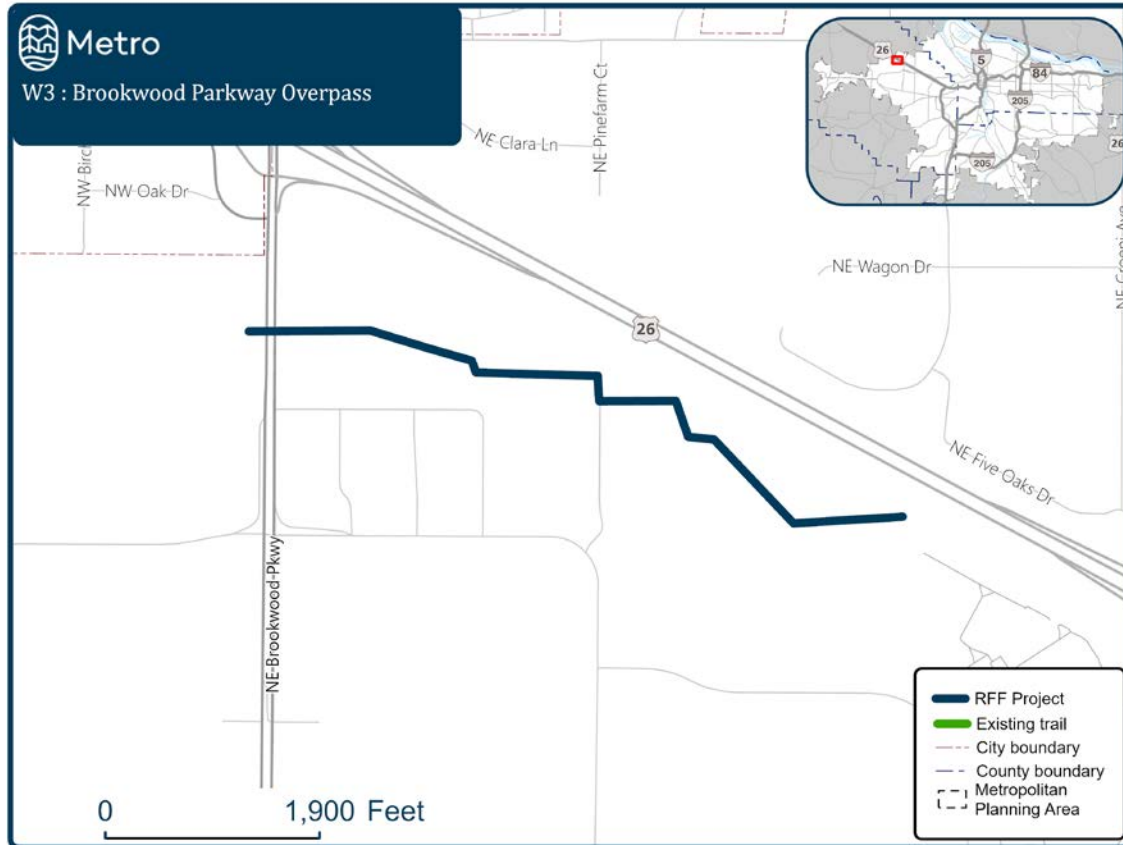 Metro
W3 : Brookwood Parkway Overpass
26
5
84
205
205
26
NE Clara Ln
NE Pinefarm Ct
NW Birch
NW Oak Dr
NE Wagon Dr
26
NE Five Oaks Dr
NE Brookwood Pkwy
RFF Project
Existing trail
City boundary
County boundary
Metropolitan
Planning Area
0
1,900 Feet